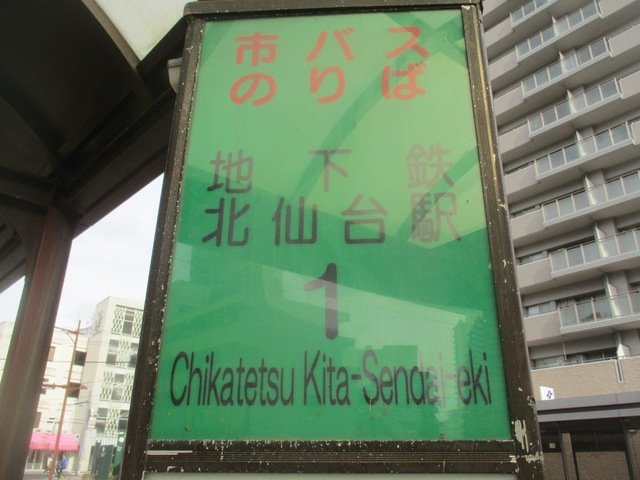 市バス
のりば
地下鉄
北仙台駅
1
Chikatetsu Kita-Sendai-eki